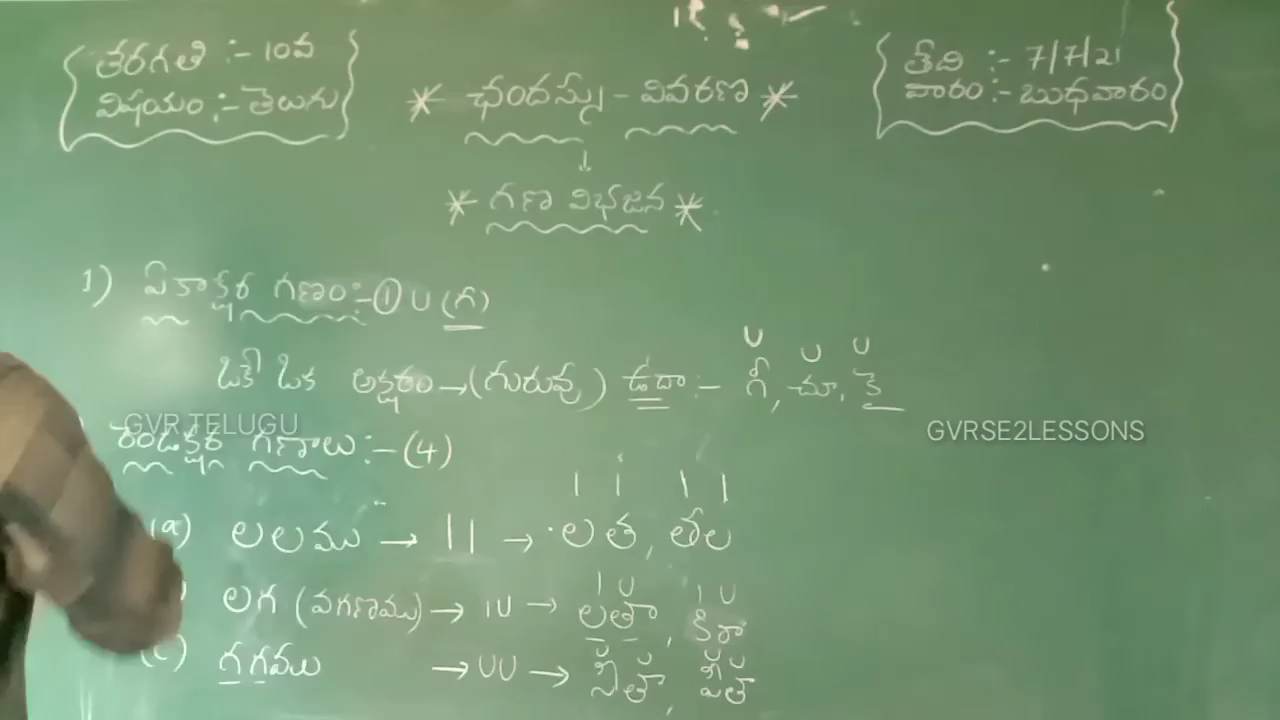 తరగతి :- 10వ
విషయం :- తెలుగు
* ఛందస్సు - వివరణ *
తేది :- 7/7/21
వారం :- బుధవారం
* గణ విభజన *
1) ఏకాక్షర గణం:- ① U (గ)
ఒకే ఒక అక్షరం → (గురువు) ఉదా :- గీ, చూ, కై
U U U
GVR TELUGU
GVRSE2LESSONS
రెండక్షర గణాలు :- (4)
I I I I
(a) లలము → II → లత, తల
I U I U
లగ (వగణము) → IU → లతా, కిరా
U U U U
(c) గగము → UU → సీతా,